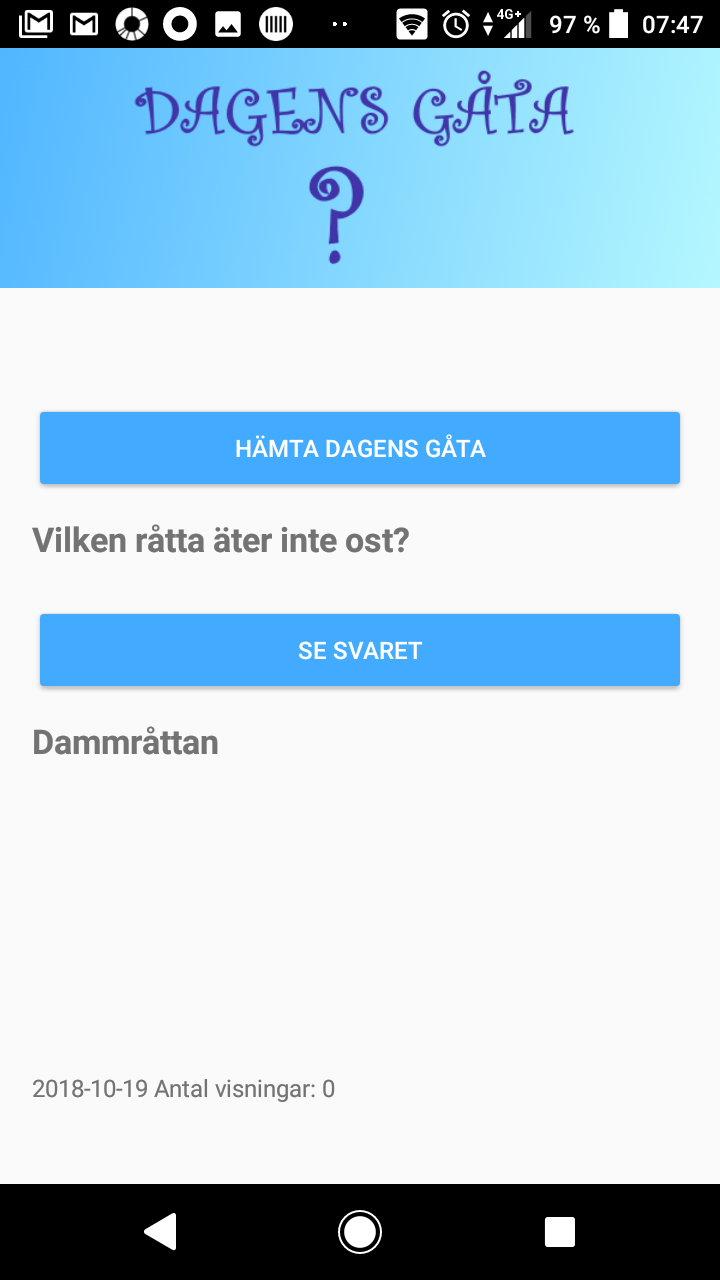 4G+ 97 % 07:47
DAGENS GÅTA
?
HÄMTA DAGENS GÅTA
Vilken råtta äter inte ost?
SE SVARET
Dammråttan
2018-10-19 Antal visningar: 0